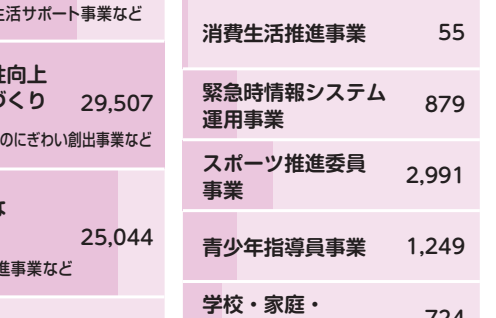 生活サポート事業など
性向上
づくり 29,507
のにぎわい創出事業など
な
25,044
進事業など
消費生活推進事業 55
緊急時情報システム
運用事業 879
スポーツ推進委員
事業 2,991
青少年指導員事業 1,249
学校・家庭・
724